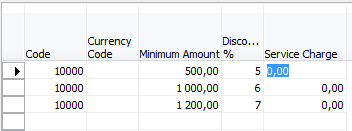 Code Currency Code Minimum Amount Disco... % Service Charge
10000 500,00 5 0,00
10000 1 000,00 6 0,00
10000 1 200,00 7 0,00